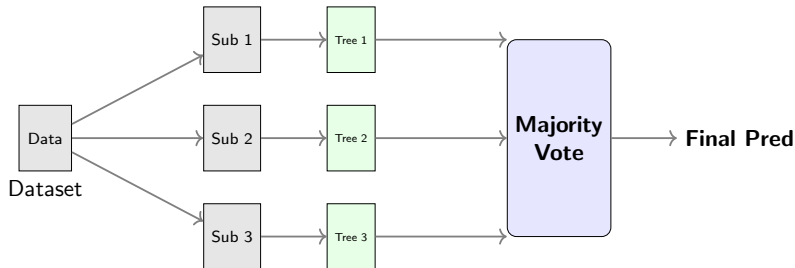 Sub 1
Tree 1
Data
Dataset
Sub 2
Tree 2
Majority
Vote
Final Pred
Sub 3
Tree 3